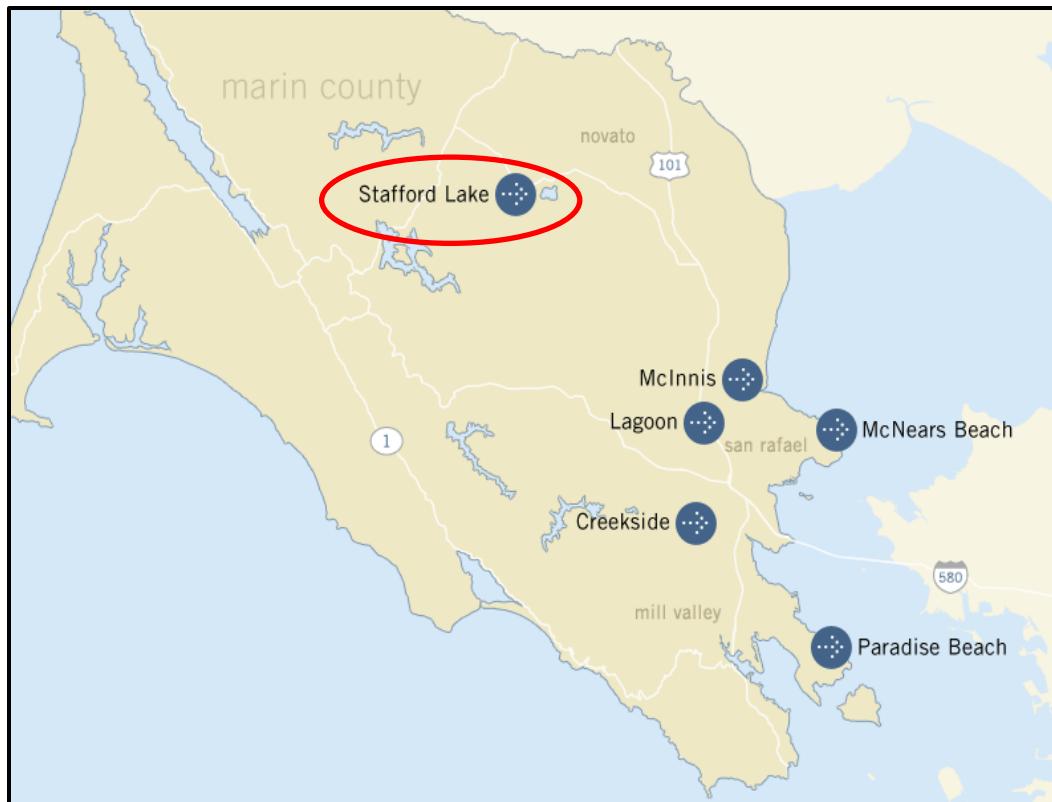 marin county
novato
101
Stafford Lake
McInnis
Lagoon
McNears Beach
san rafael
1
Creekside
580
mill valley
Paradise Beach